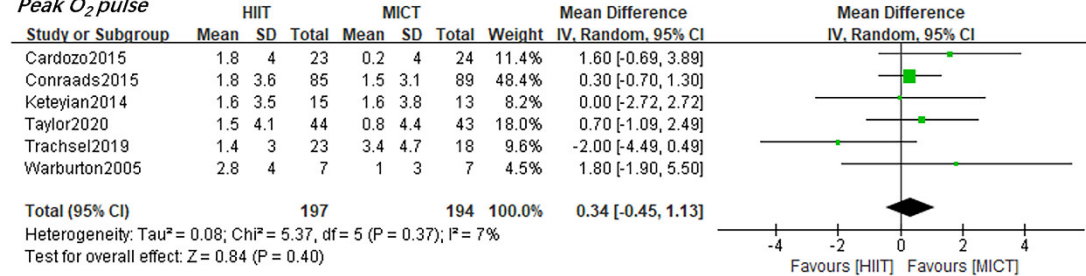 Peak O₂ pulse
HIIT MICT Mean Difference Mean Difference
Study or Subgroup Mean SD Total Mean SD Total Weight IV, Random, 95% CI IV, Random, 95% CI
Cardozo2015 1.8 4 23 0.2 4 24 11.4% 1.60 [-0.69, 3.89]
Conraads2015 1.8 3.6 85 1.5 3.1 89 48.4% 0.30 [-0.70, 1.30]
Keteyian2014 1.6 3.5 15 1.6 3.8 13 8.2% 0.00 [-2.72, 2.72]
Taylor2020 1.5 4.1 44 0.8 4.4 43 18.0% 0.70 [-1.09, 2.49]
Trachsel2019 1.4 3 23 3.4 4.7 18 9.6% -2.00 [-4.49, 0.49]
Warburton2005 2.8 4 7 1 3 7 4.5% 1.80 [-1.90, 5.50]
Total (95% CI) 197 194 100.0% 0.34 [-0.45, 1.13]
Heterogeneity: Tau² = 0.08; Chi² = 5.37, df = 5 (P = 0.37); I² = 7%
Test for overall effect: Z = 0.84 (P = 0.40)
-4 -2 0 2 4
Favours [HIIT] Favours [MICT]